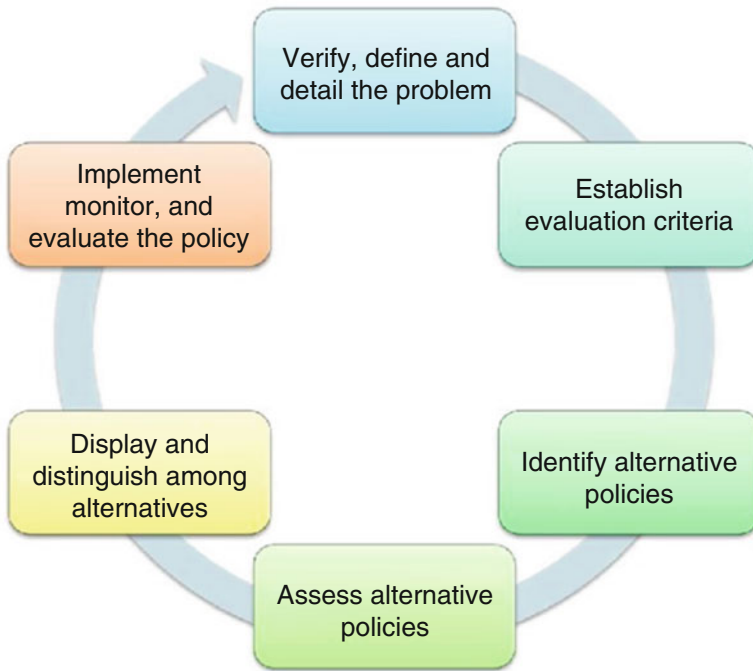 Verify, define and
detail the problem
Establish
evaluation criteria
Identify alternative
policies
Assess alternative
policies
Display and
distinguish among
alternatives
Implement
monitor, and
evaluate the policy